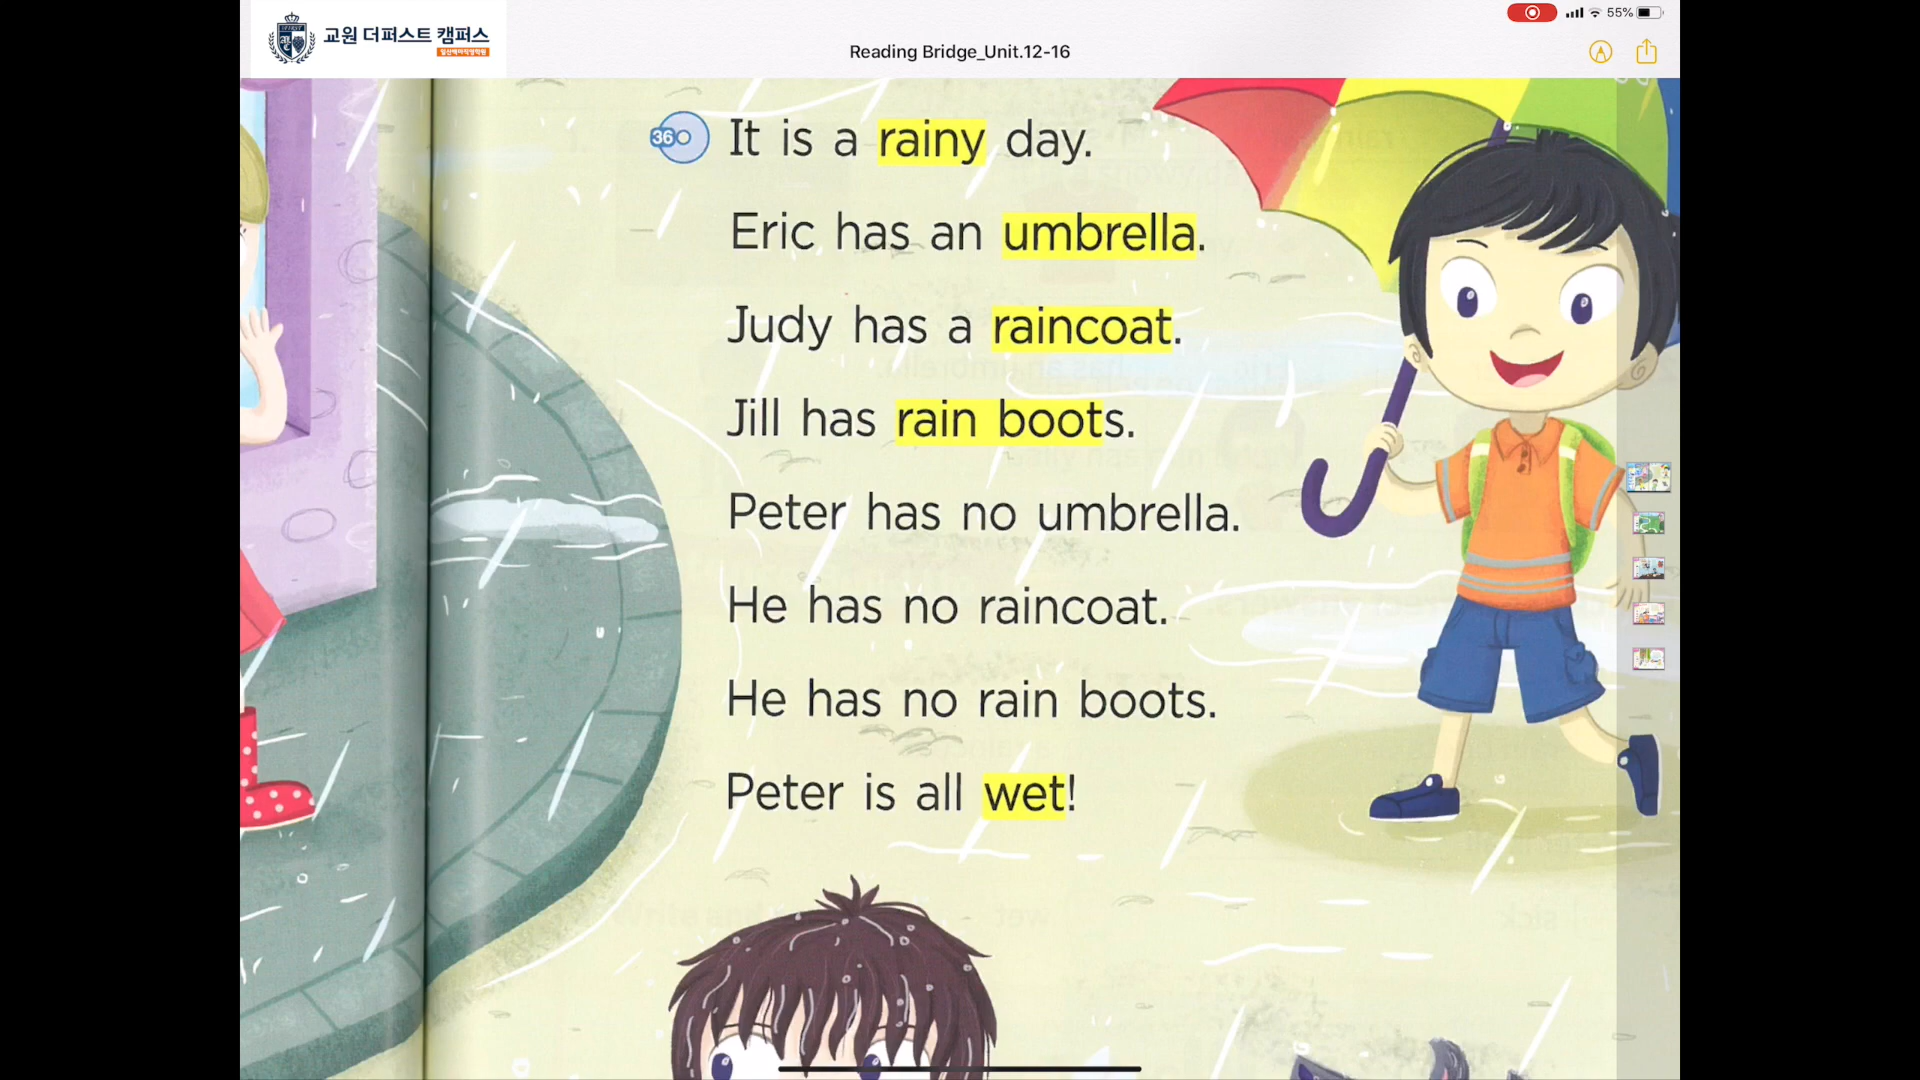 교원 더퍼스트 캠퍼스
55%
Reading Bridge_Unit.12-16
36
It is a rainy day.
Eric has an umbrella.
Judy has a raincoat.
Jill has rain boots.
Peter has no umbrella.
He has no raincoat.
He has no rain boots.
Peter is all wet!